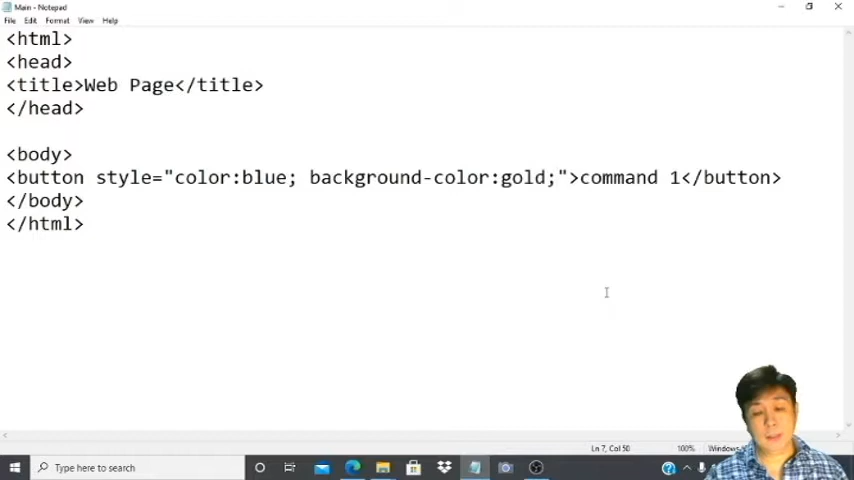 Main - Notepad
File Edit Format View Help
<html>
<head>
<title>Web Page</title>
</head>
<body>
<button style="color:blue; background-color:gold;">command 1</button>
</body>
</html>
Ln 7, Col 50 100% Windows
Type here to search